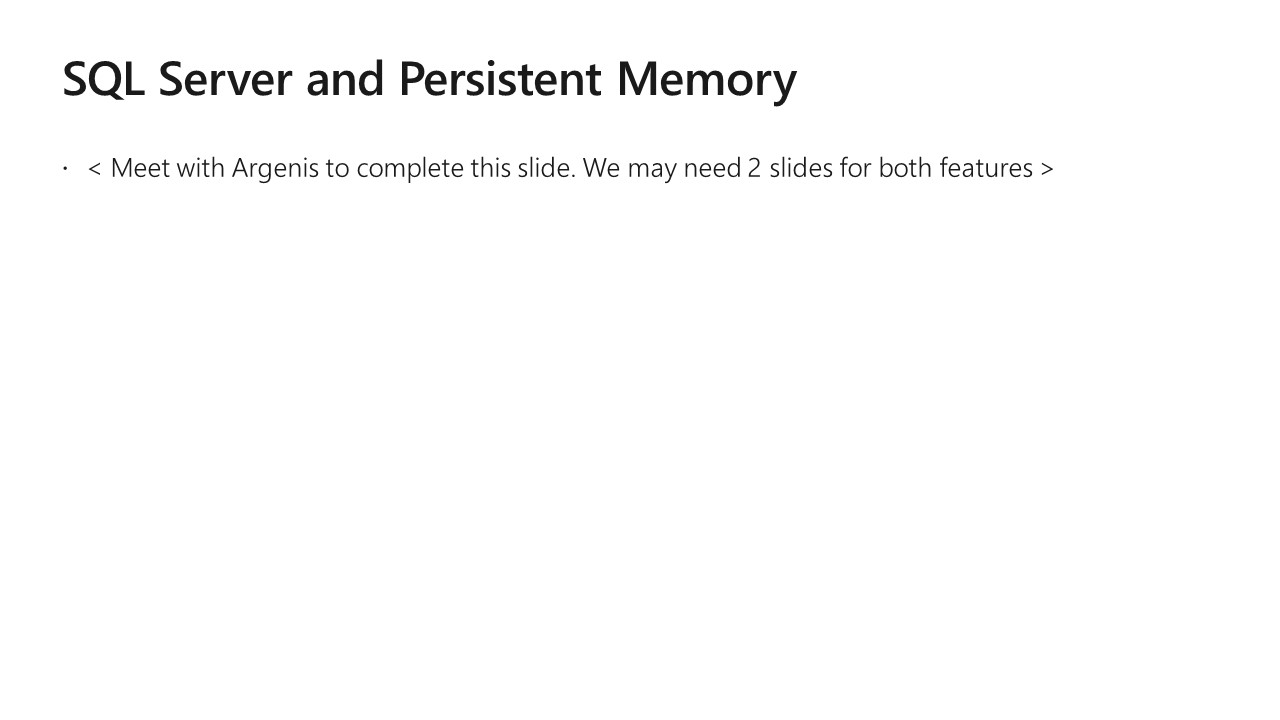 SQL Server and Persistent Memory
· < Meet with Argenis to complete this slide. We may need 2 slides for both features >